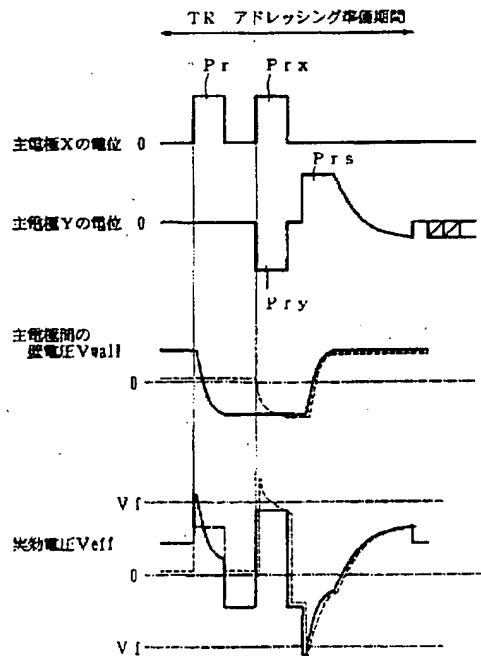 TR アドレッシング準備期間
Pr
Prx
主電極Xの電位 0
Prs
主電極Yの電位 0
Pry
主電極間の
壁電圧Vwall
0
Vf
実効電圧Veff
0
Vf